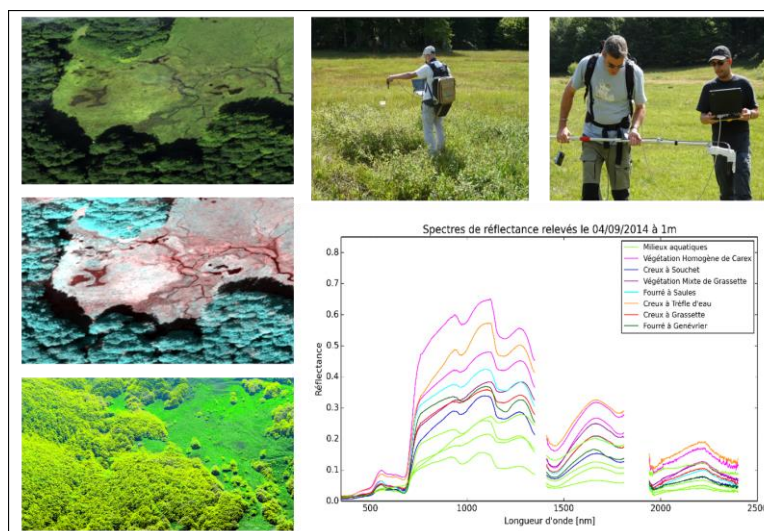 Spectres de réflectance relevés le 04/09/2014 à 1m
Milieux aquatiques
Végétation Homogène de Carex
Creux à Souchet
Végétation Mixte de Grassette
Fourré à Saules
Creux à Trèfle d'eau
Creux à Grassette
Fourré à Genévrier
Réflectance
0.8
0.7
0.6
0.5
0.4
0.3
0.2
0.1
0.0
500 1000 1500 2000 2500
Longueur d'onde [nm]